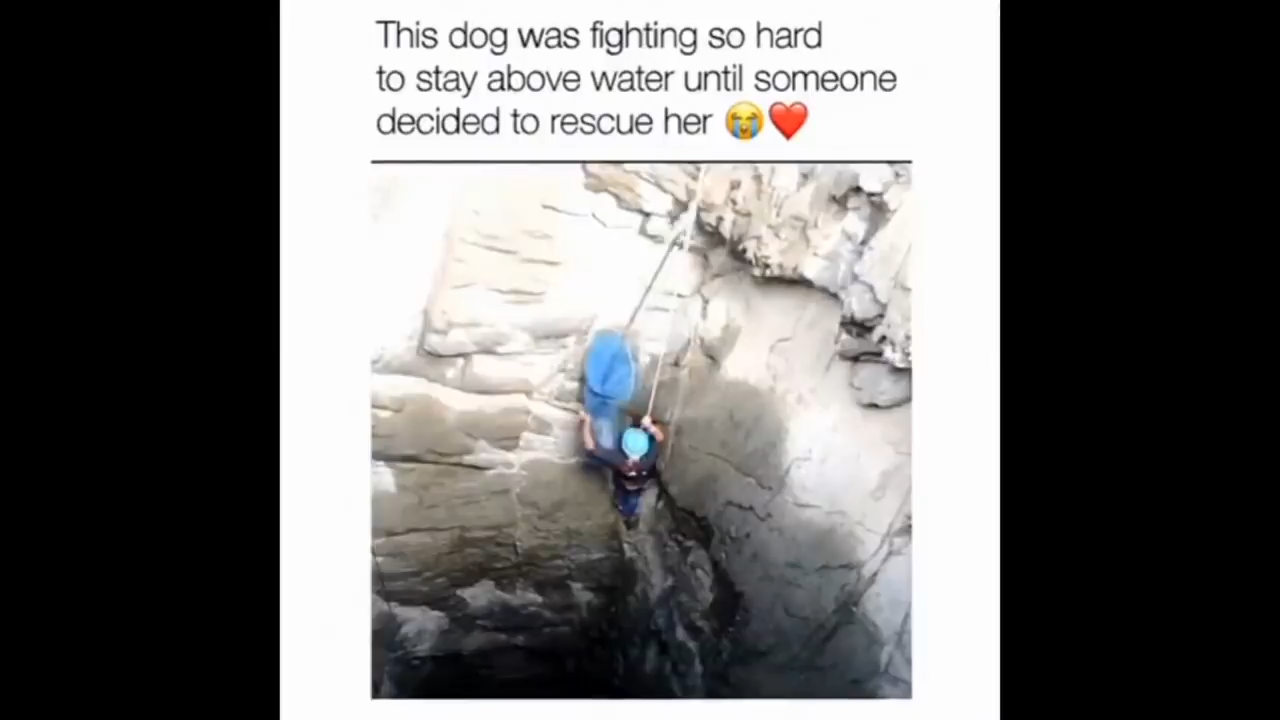 This dog was fighting so hard
to stay above water until someone
decided to rescue her 😭❤️